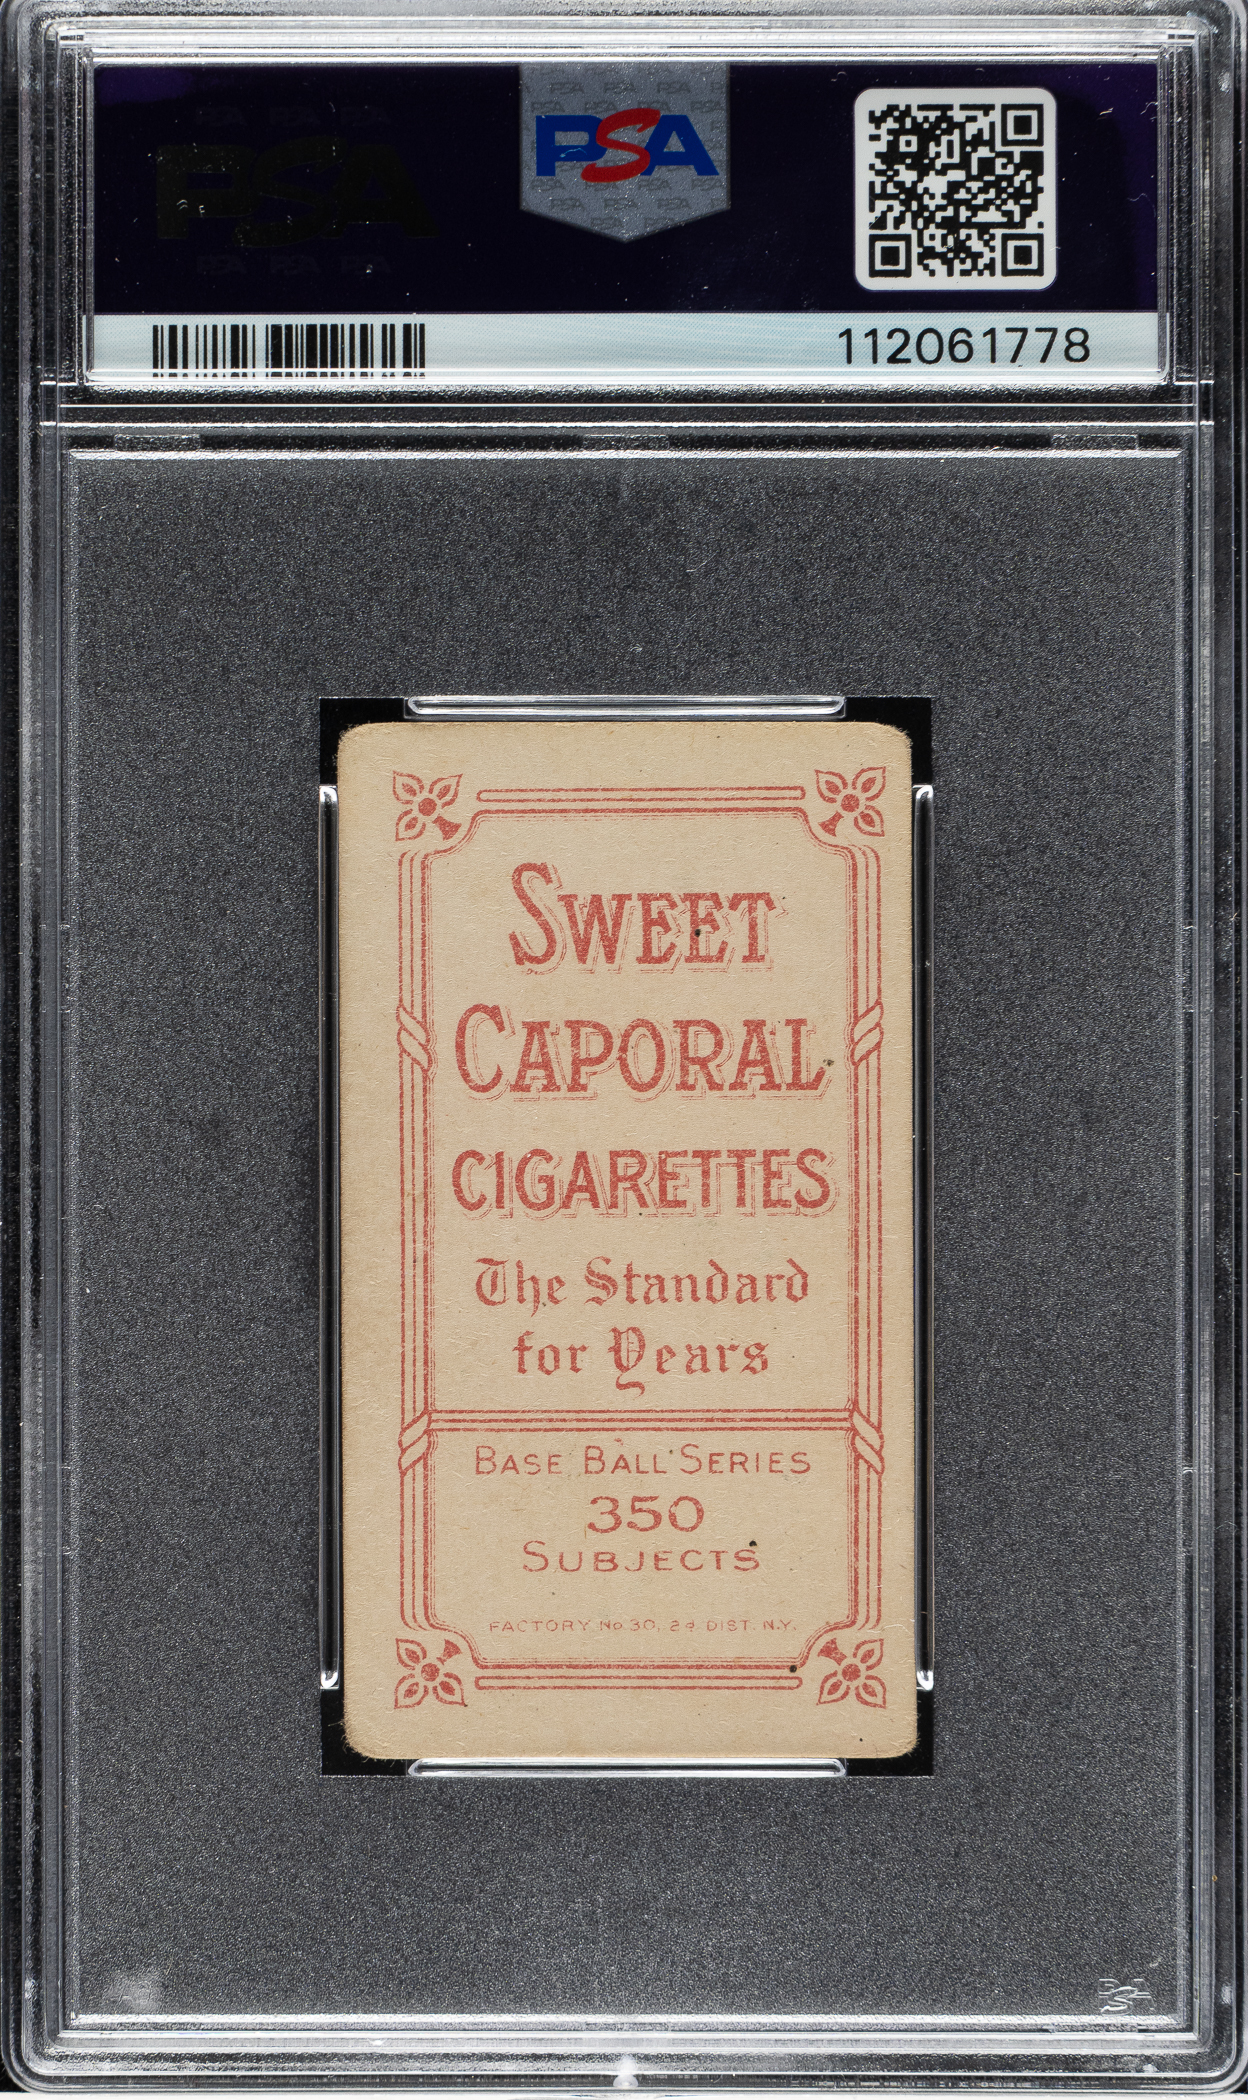 PSA
112061778
SWEET
CAPORAL
CIGARETTES
The Standard
for Years
BASE BALL SERIES
350
SUBJECTS
FACTORY No 30, 2d DIST. N.Y.